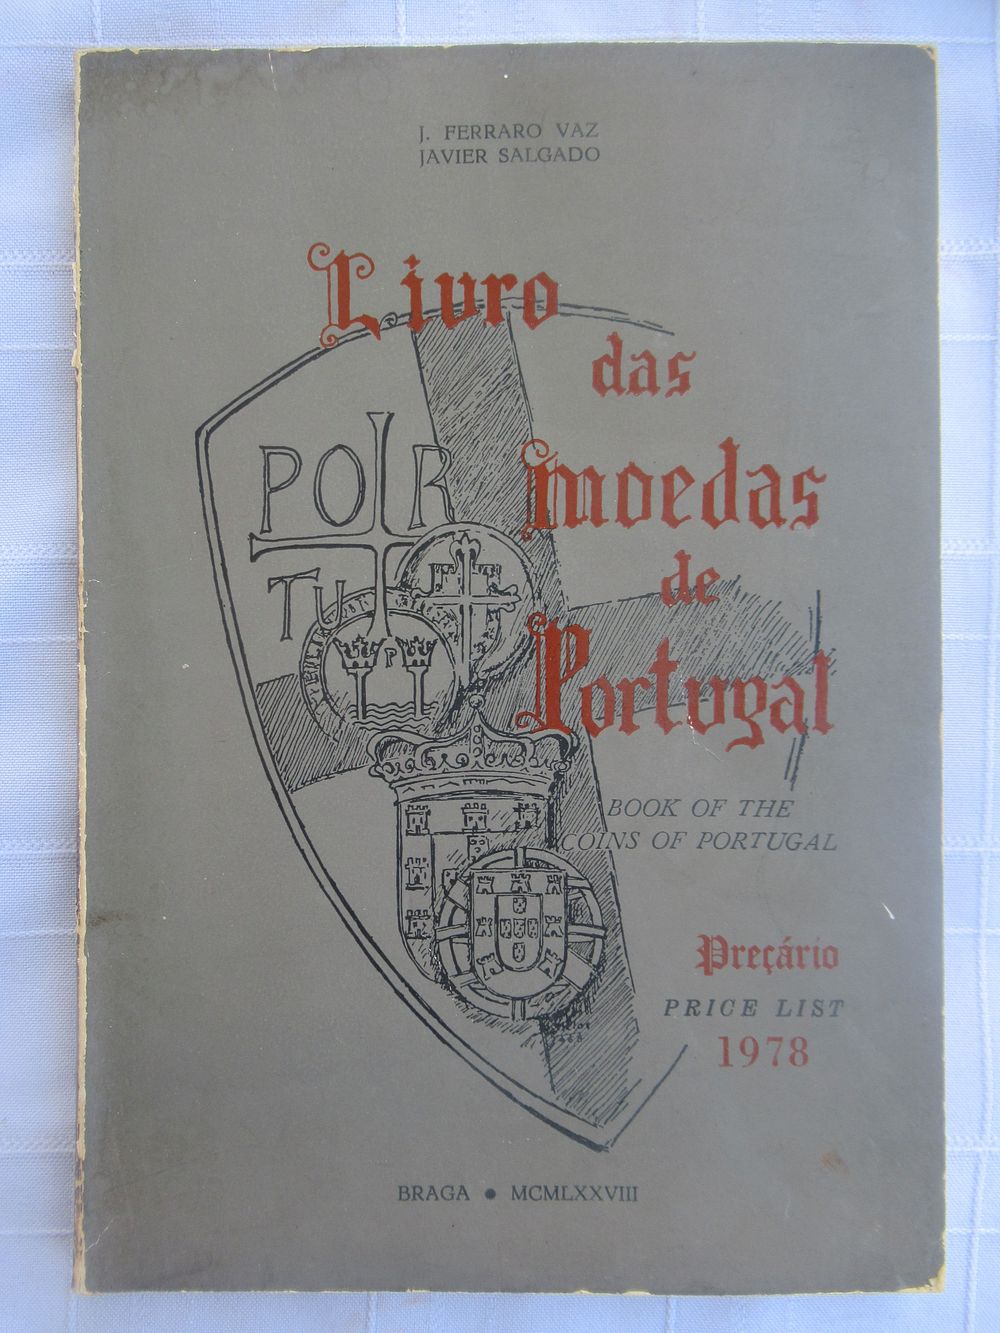 J. FERRARO VAZ
JAVIER SALGADO
Livro
das
Moedas
de
Portugal
PO R
TU
P
BOOK OF THE
COINS OF PORTUGAL
Preçário
PRICE LIST
1978
BRAGA • MCMLXXVIII